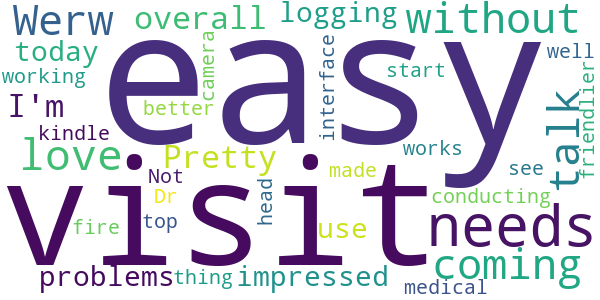 Werw overall logging without
today camera easy interface start well
working
I'm better friendlier
kindle
love Pretty works talk
Not made see
visit Dr head conducting
fire top use needs
problems thing impressed coming
medical